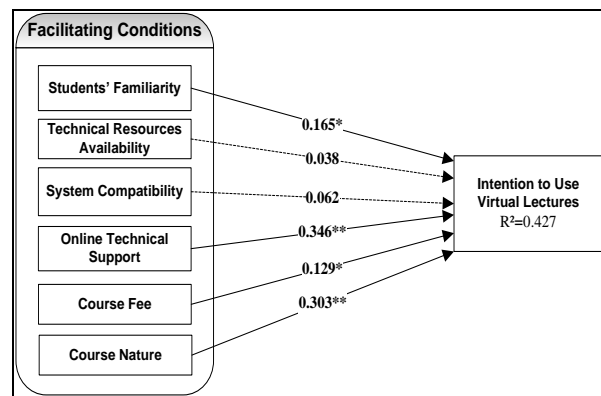 Facilitating Conditions
Students' Familiarity
Technical Resources
Availability
System Compatibility
Online Technical
Support
Course Fee
Course Nature
0.165*
0.038
0.062
0.346**
0.129*
0.303**
Intention to Use
Virtual Lectures
R²=0.427